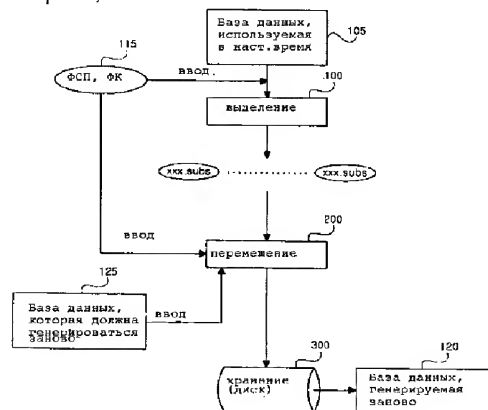 База данных,
используемая
в наст.время
105
115
ФСП, ФК
ввод.
100
выделение
xxx.subs
xxx.subs
ввод
200
перемещение
125
База данных,
которая должна
генерироваться
заново
ввод
300
хранение
(диск)
120
База данных,
генерируемая
заново